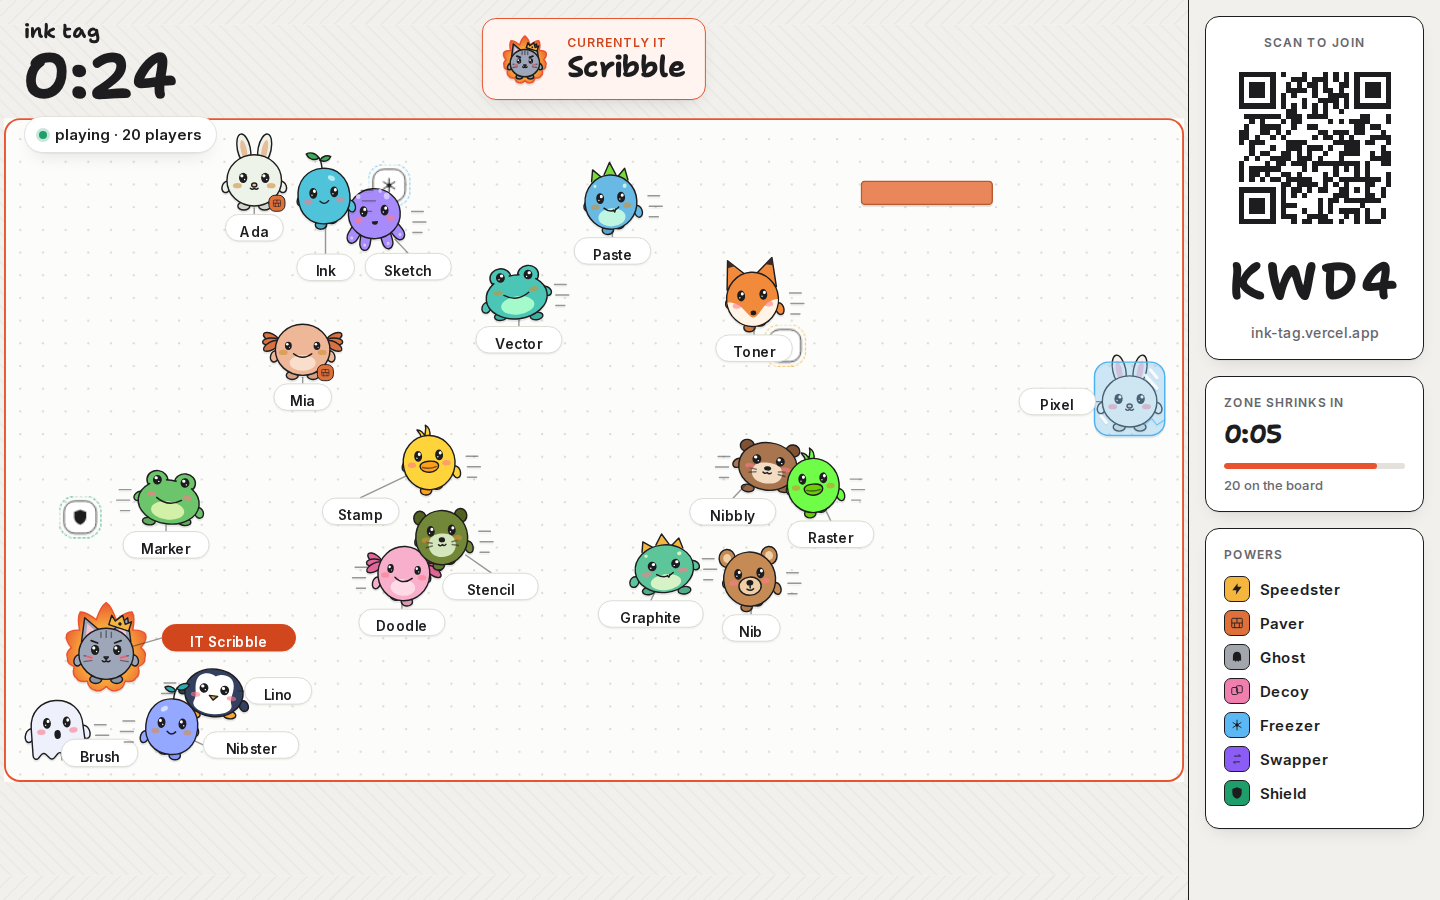 ink tag
0:24
CURRENTLY IT
Scribble
playing · 20 players
Ada
Ink
Sketch
Paste
Vector
Toner
Mia
Pixel
Stamp
Nibbly
Raster
Marker
Stencil
Doodle
Graphite
Nib
IT Scribble
Lino
Nibster
Brush
SCAN TO JOIN
KWD4
ink-tag.vercel.app
ZONE SHRINKS IN
0:05
20 on the board
POWERS
Speedster
Paver
Ghost
Decoy
Freezer
Swapper
Shield